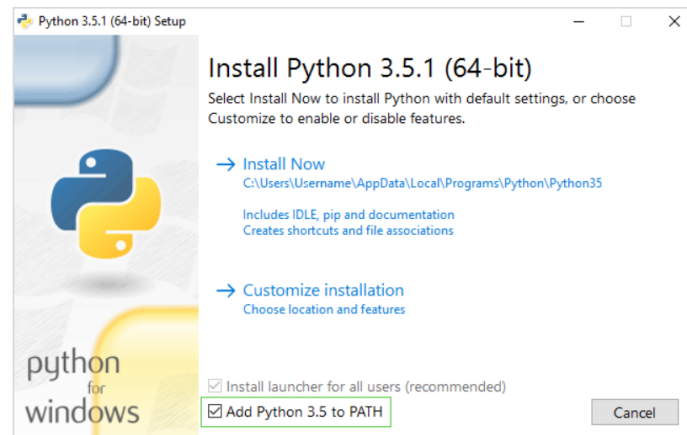 Python 3.5.1 (64-bit) Setup
Install Python 3.5.1 (64-bit)
Select Install Now to install Python with default settings, or choose
Customize to enable or disable features.
→ Install Now
C:\Users\Username\AppData\Local\Programs\Python\Python35
Includes IDLE, pip and documentation
Creates shortcuts and file associations
→ Customize installation
Choose location and features
Install launcher for all users (recommended)
Add Python 3.5 to PATH
Cancel
python
for
windows